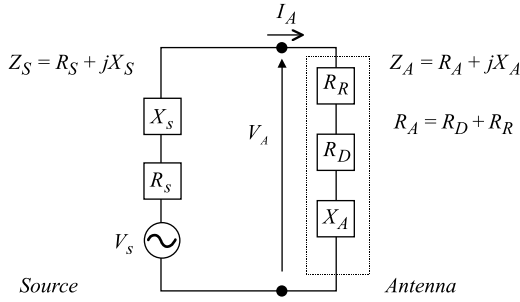 I_A
Z_S = R_S + jX_S
Z_A = R_A + jX_A
R_R
X_s
R_A = R_D + R_R
V_A
R_D
R_s
X_A
V_s
Source
Antenna